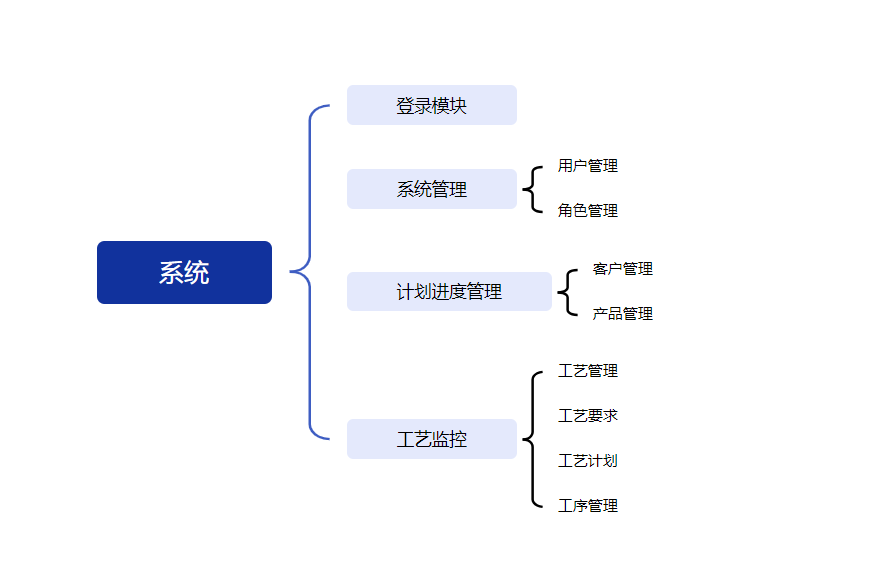 系统
登录模块
系统管理
用户管理
角色管理
计划进度管理
客户管理
产品管理
工艺监控
工艺管理
工艺要求
工艺计划
工序管理